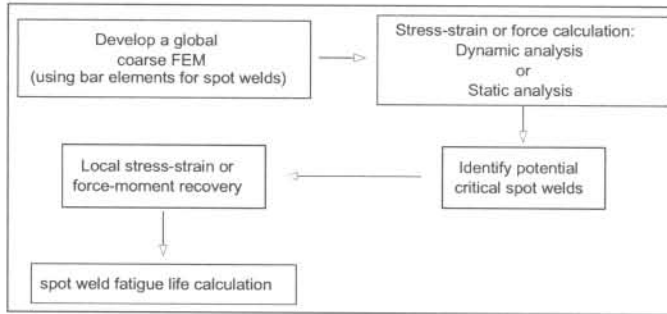 Develop a global
coarse FEM
(using bar elements for spot welds)
Stress-strain or force calculation:
Dynamic analysis
or
Static analysis
Identify potential
critical spot welds
Local stress-strain or
force-moment recovery
spot weld fatigue life calculation